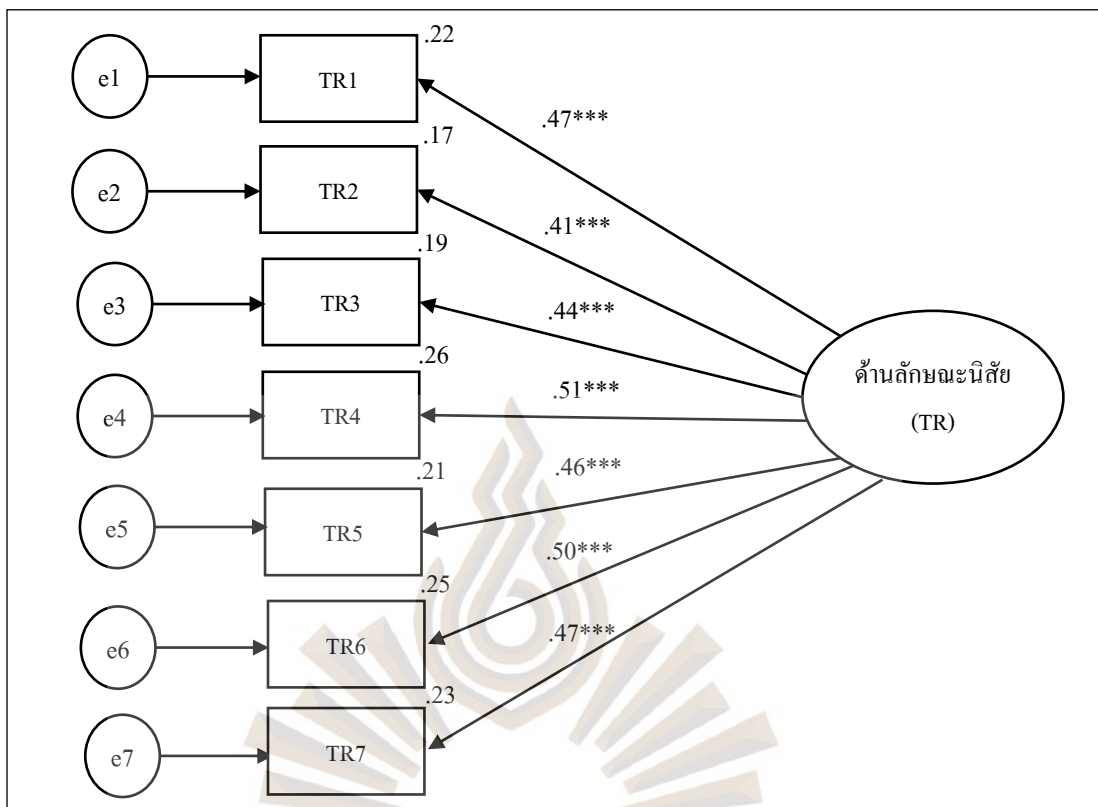 .22
e1
TR1
.47***
.17
e2
TR2
.41***
.19
e3
TR3
.44***
.26
ด้านลักษณะนิสัย
(TR)
e4
TR4
.51***
.21
e5
TR5
.46***
.25
e6
TR6
.50***
.23
e7
TR7
.47***